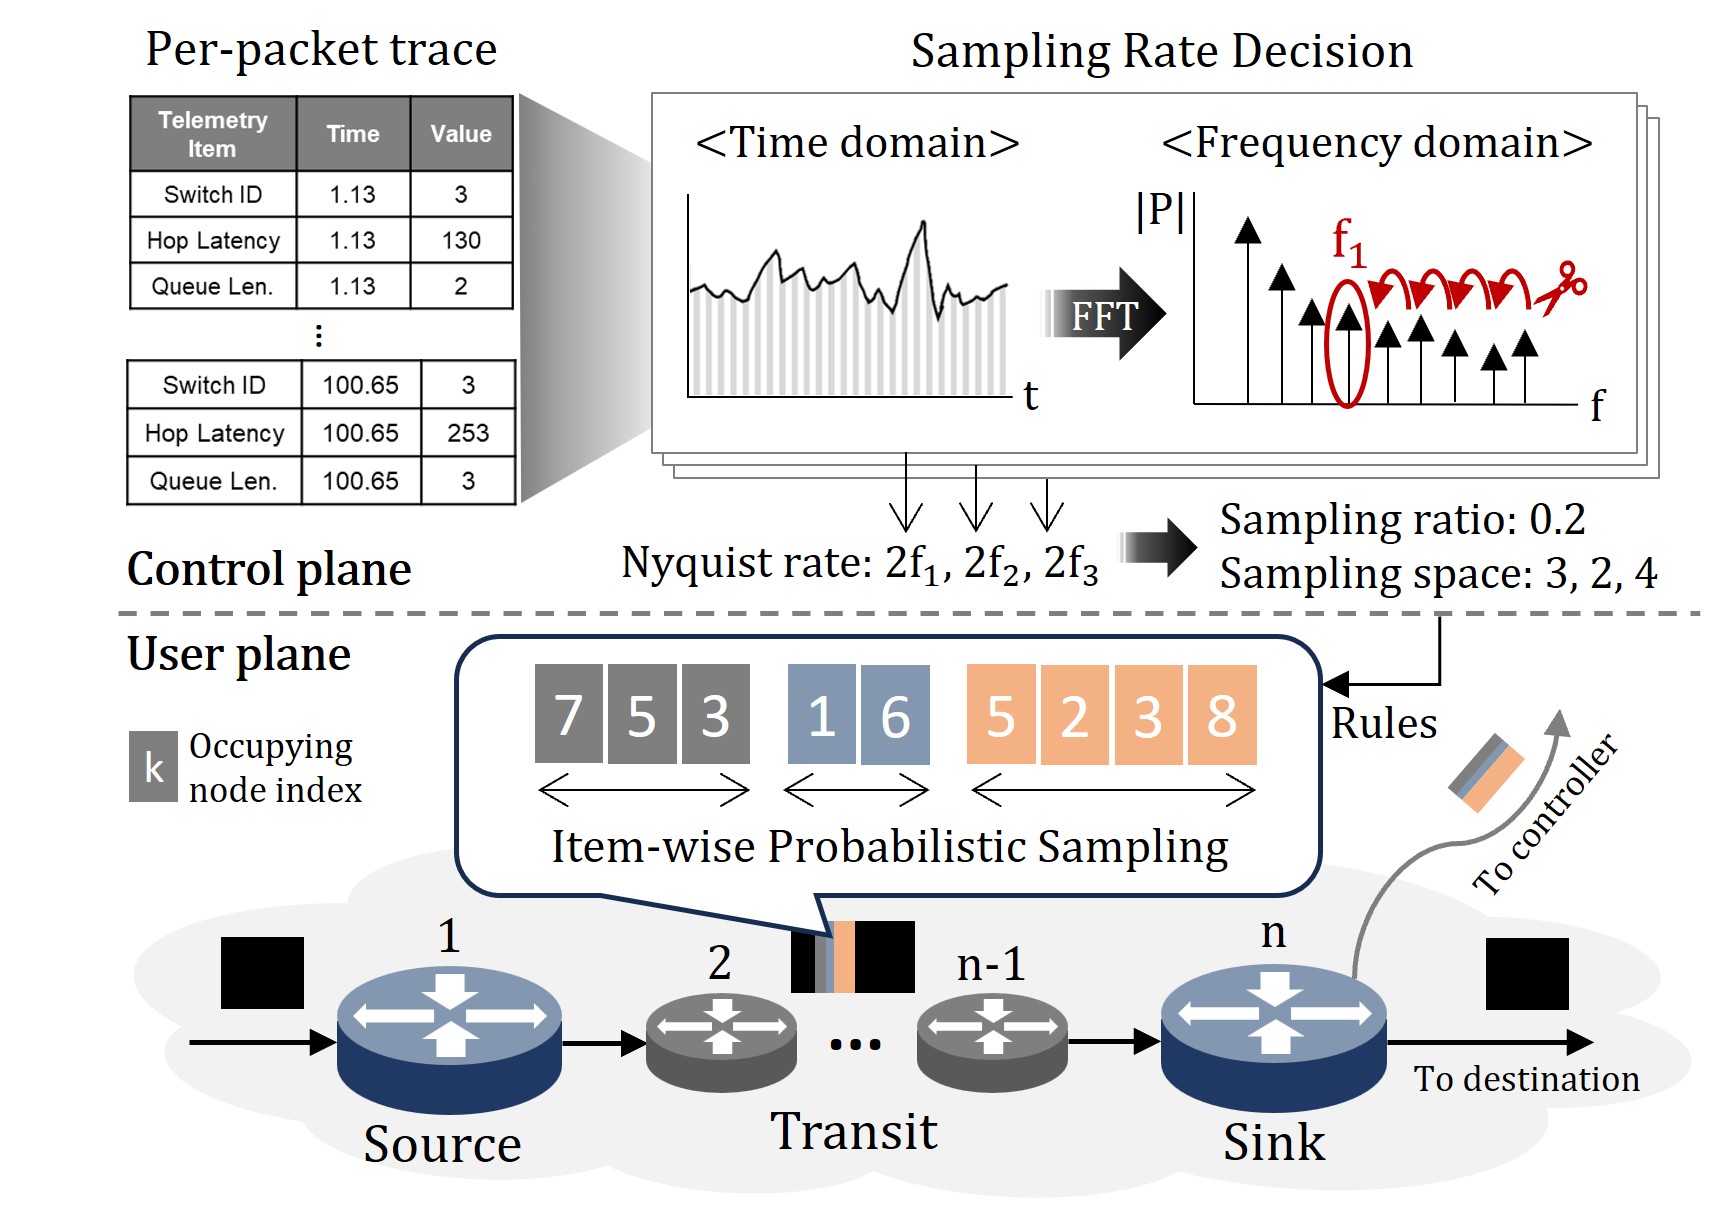 Per-packet trace
Telemetry Item Time Value
Switch ID 1.13 3
Hop Latency 1.13 130
Queue Len. 1.13 2
⋮
Switch ID 100.65 3
Hop Latency 100.65 253
Queue Len. 100.65 3
Sampling Rate Decision
<Time domain>
t
FFT
<Frequency domain>
|P|
f₁
f
Nyquist rate: 2f₁, 2f₂, 2f₃
Sampling ratio: 0.2
Sampling space: 3, 2, 4
Control plane
User plane
k Occupying
node index
7 5 3 1 6 5 2 3 8
Item-wise Probabilistic Sampling
Rules
To controller
1
2
...
n-1
n
To destination
Source
Transit
Sink